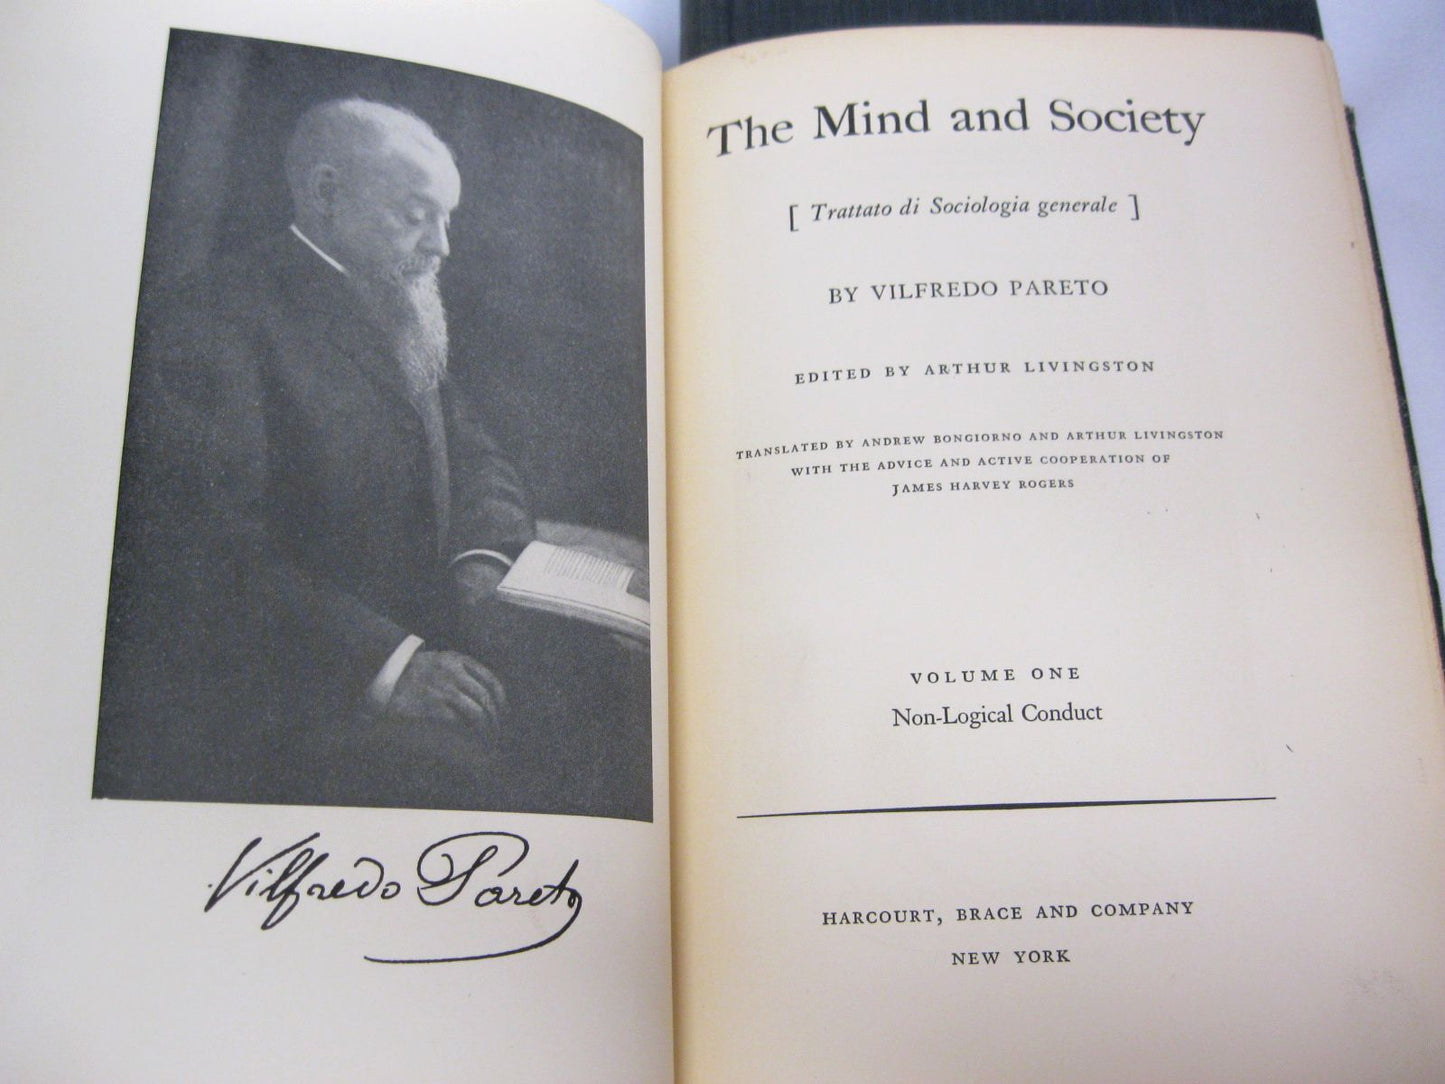 Vilfredo Pareto
The Mind and Society
[ Trattato di Sociologia generale ]
BY VILFREDO PARETO
EDITED BY ARTHUR LIVINGSTON
TRANSLATED BY ANDREW BONGIORNO AND ARTHUR LIVINGSTON
WITH THE ADVICE AND ACTIVE COOPERATION OF
JAMES HARVEY ROGERS
VOLUME ONE
Non-Logical Conduct
HARCOURT, BRACE AND COMPANY
NEW YORK